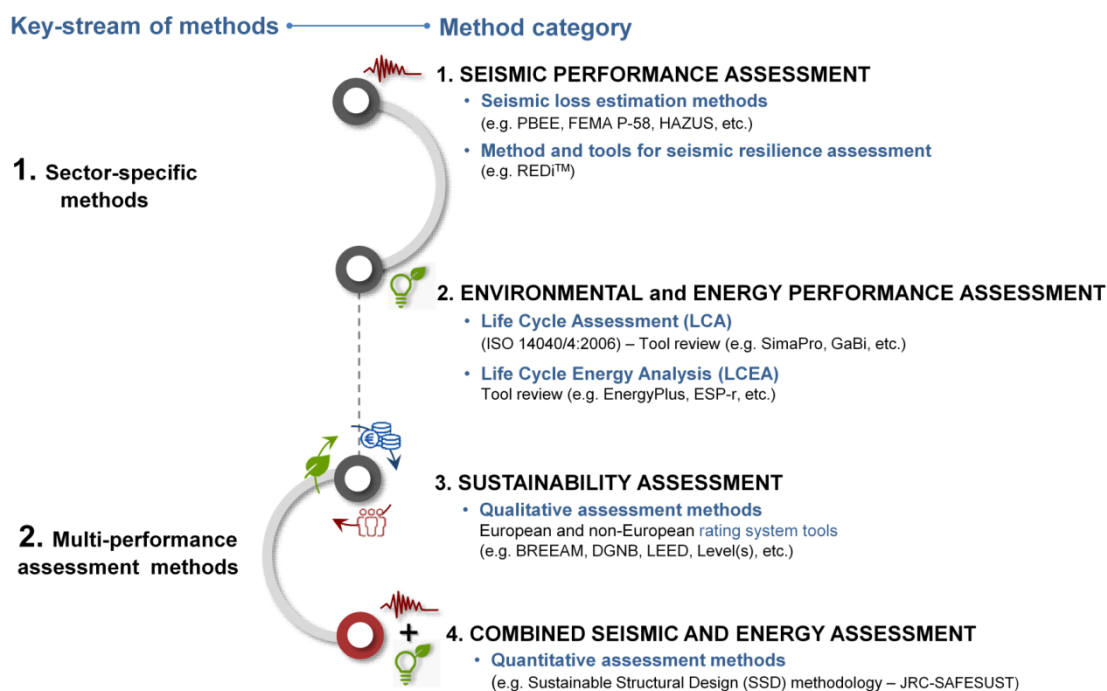 Key-stream of methods
Method category
1. SEISMIC PERFORMANCE ASSESSMENT
• Seismic loss estimation methods
(e.g. PBEE, FEMA P-58, HAZUS, etc.)
• Method and tools for seismic resilience assessment
(e.g. REDi™)
1. Sector-specific
methods
2. ENVIRONMENTAL and ENERGY PERFORMANCE ASSESSMENT
• Life Cycle Assessment (LCA)
(ISO 14040/4:2006) – Tool review (e.g. SimaPro, GaBi, etc.)
• Life Cycle Energy Analysis (LCEA)
Tool review (e.g. EnergyPlus, ESP-r, etc.)
€
3. SUSTAINABILITY ASSESSMENT
• Qualitative assessment methods
European and non-European rating system tools
(e.g. BREEAM, DGNB, LEED, Level(s), etc.)
2. Multi-performance
assessment methods
+
4. COMBINED SEISMIC AND ENERGY ASSESSMENT
• Quantitative assessment methods
(e.g. Sustainable Structural Design (SSD) methodology – JRC-SAFESUST)